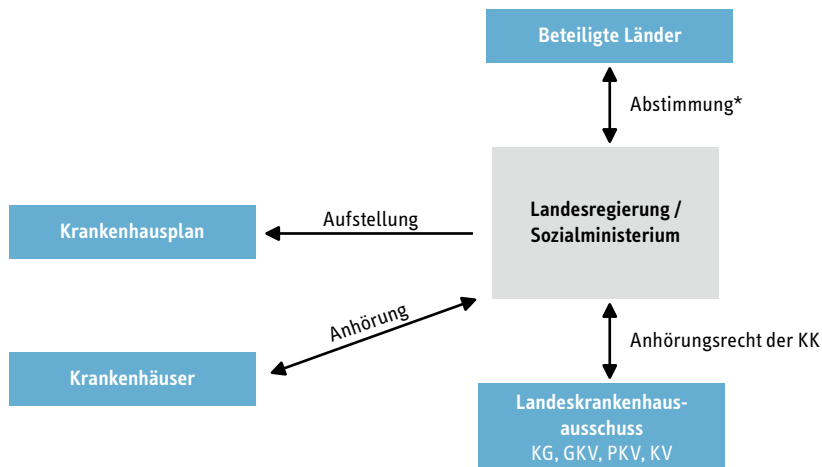 Beteiligte Länder
Abstimmung*
Landesregierung /
Sozialministerium
Krankenhausplan
Aufstellung
Anhörung
Krankenhäuser
Anhörungsrecht der KK
Landeskrankenhaus-
ausschuss
KG, GKV, PKV, KV